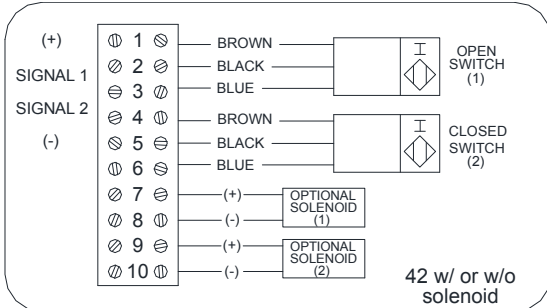 (+)
SIGNAL 1
SIGNAL 2
(-)
1
2
3
4
5
6
7
8
9
10
BROWN
BLACK
BLUE
BROWN
BLACK
BLUE
(+)
(-)
(+)
(-)
OPEN
SWITCH
(1)
CLOSED
SWITCH
(2)
OPTIONAL
SOLENOID
(1)
OPTIONAL
SOLENOID
(2)
42 w/ or w/o
solenoid